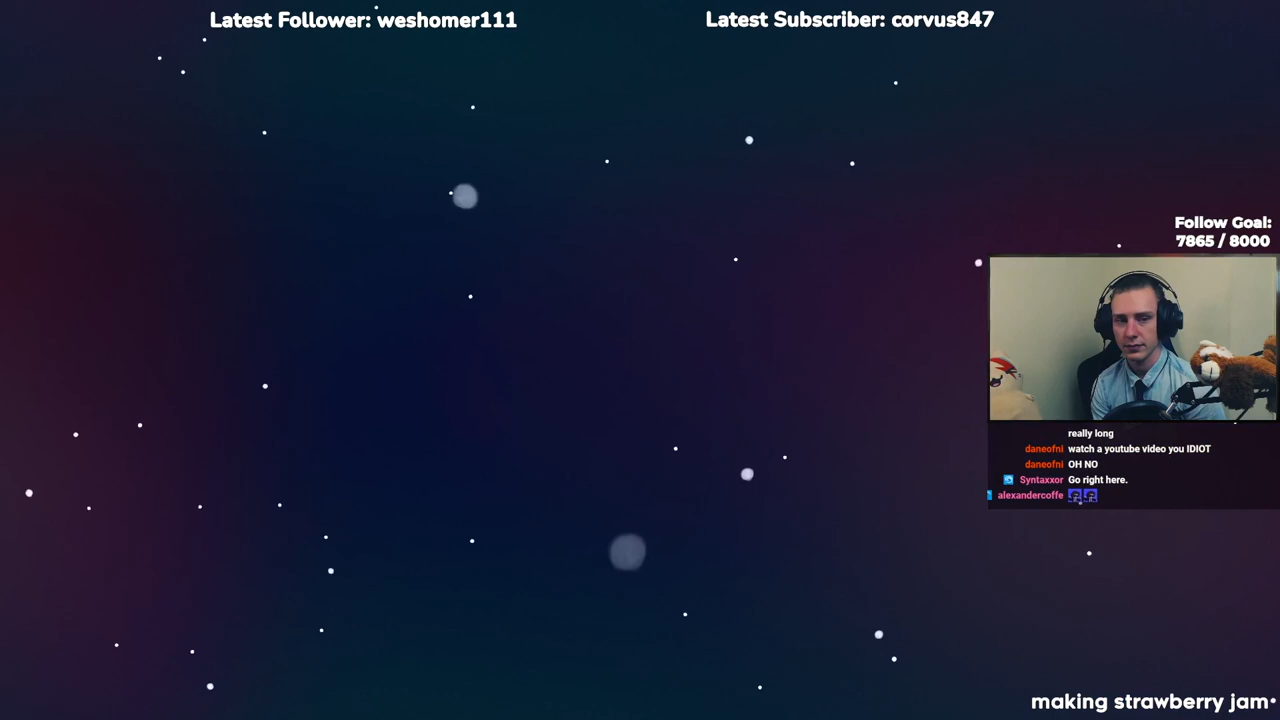 Latest Follower: weshomer111
Latest Subscriber: corvus847
Follow Goal:
7865 / 8000
really long
daneofni watch a youtube video you IDIOT
daneofni OH NO
Syntaxxor Go right here.
alexandercoffe
making strawberry jam